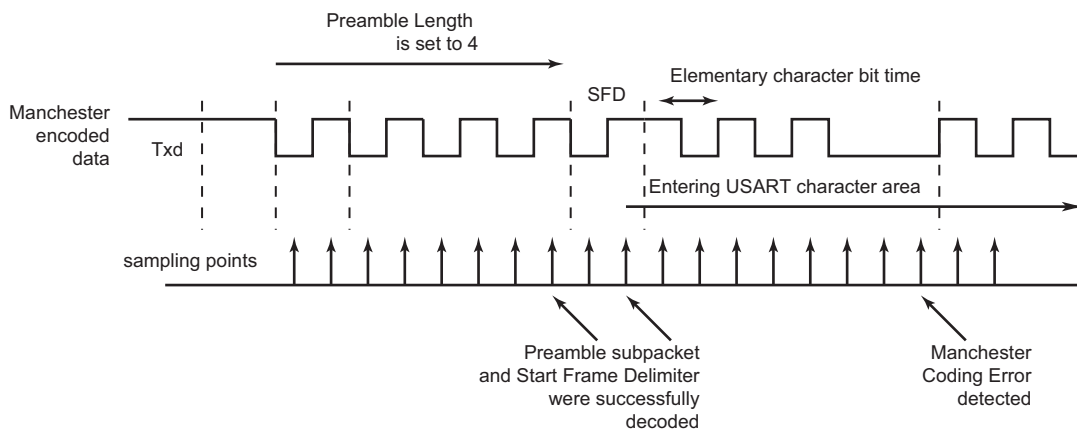 Preamble Length
is set to 4
Elementary character bit time
SFD
Manchester
encoded
data
Txd
Entering USART character area
sampling points
Preamble subpacket
and Start Frame Delimiter
were successfully
decoded
Manchester
Coding Error
detected